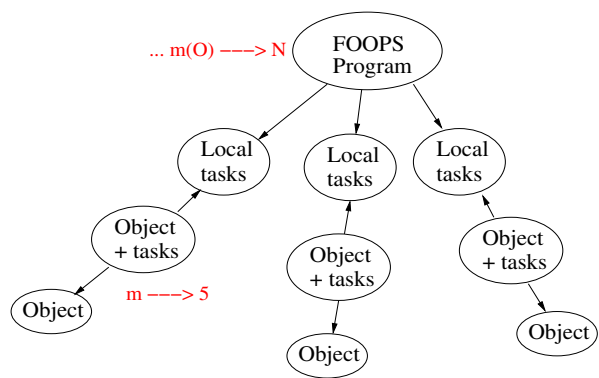 ... m(O) ---> N
FOOPS
Program
Local
tasks
Local
tasks
Local
tasks
Object
+ tasks
Object
+ tasks
Object
+ tasks
Object
m ---> 5
Object
Object